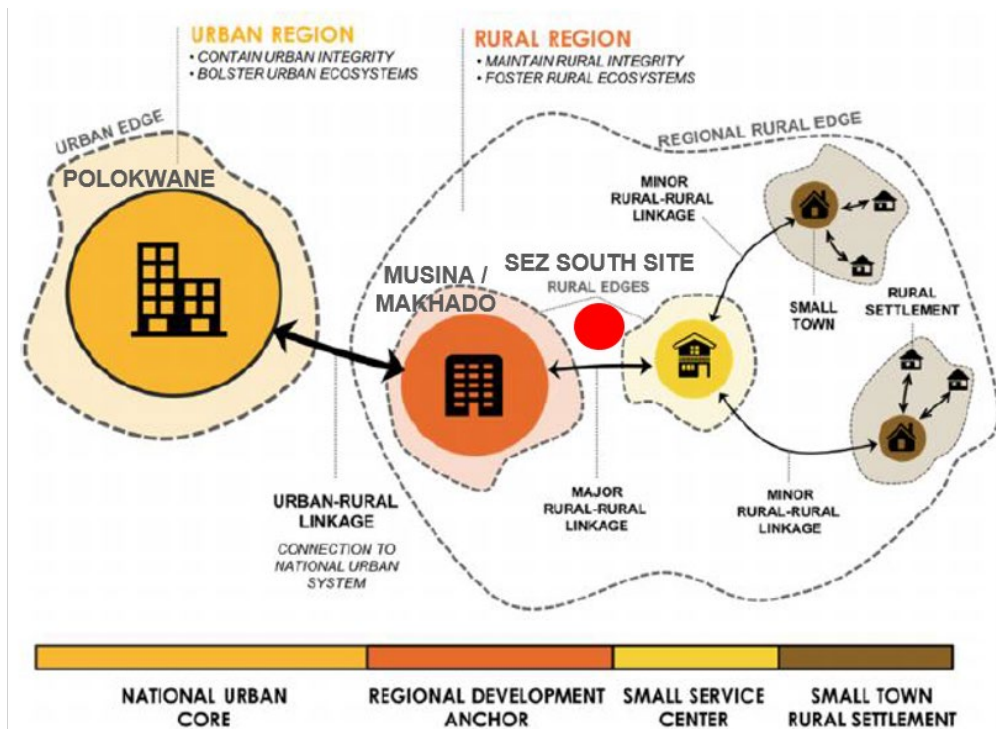 URBAN REGION
• CONTAIN URBAN INTEGRITY
• BOLSTER URBAN ECOSYSTEMS
RURAL REGION
• MAINTAIN RURAL INTEGRITY
• FOSTER RURAL ECOSYSTEMS
URBAN EDGE
POLOKWANE
REGIONAL RURAL EDGE
MINOR
RURAL-RURAL
LINKAGE
MUSINA /
MAKHADO
SEZ SOUTH SITE
RURAL EDGES
SMALL
TOWN
RURAL
SETTLEMENT
URBAN-RURAL
LINKAGE
CONNECTION TO
NATIONAL URBAN
SYSTEM
MAJOR
RURAL-RURAL
LINKAGE
MINOR
RURAL-RURAL
LINKAGE
NATIONAL URBAN
CORE
REGIONAL DEVELOPMENT
ANCHOR
SMALL SERVICE
CENTER
SMALL TOWN
RURAL SETTLEMENT